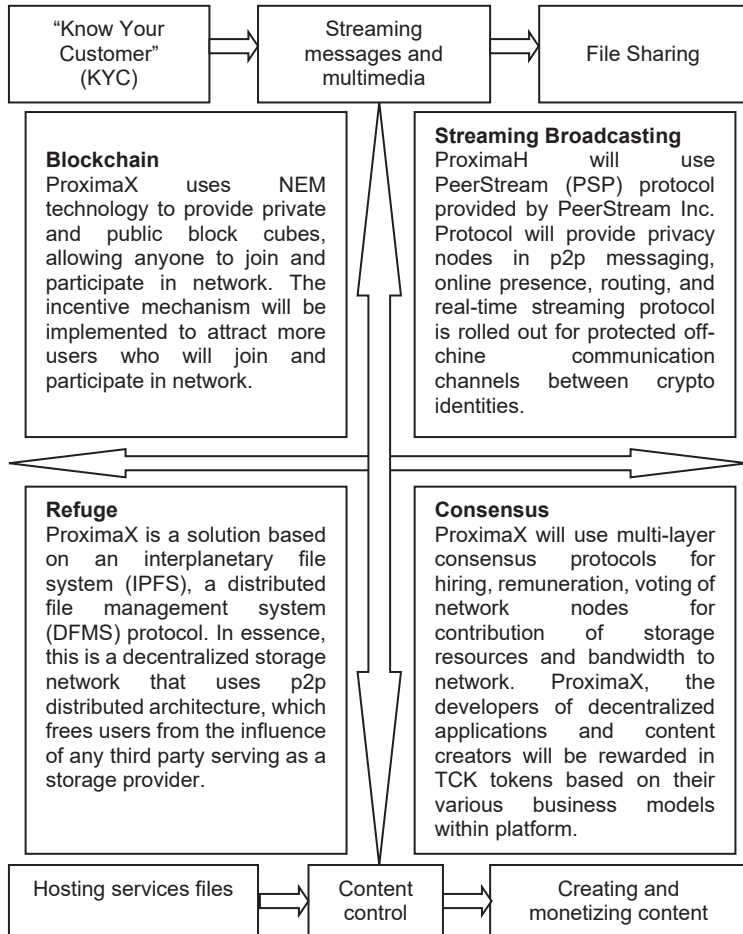 “Know Your
Customer”
(KYC)
Streaming
messages and
multimedia
File Sharing
Blockchain
ProximaX uses NEM
technology to provide private
and public block cubes,
allowing anyone to join and
participate in network. The
incentive mechanism will be
implemented to attract more
users who will join and
participate in network.
Streaming Broadcasting
ProximaH will use
PeerStream (PSP) protocol
provided by PeerStream Inc.
Protocol will provide privacy
nodes in p2p messaging,
online presence, routing, and
real-time streaming protocol
is rolled out for protected off-
chine communication
channels between crypto
identities.
Refuge
ProximaX is a solution based
on an interplanetary file
system (IPFS), a distributed
file management system
(DFMS) protocol. In essence,
this is a decentralized storage
network that uses p2p
distributed architecture, which
frees users from the influence
of any third party serving as a
storage provider.
Consensus
ProximaX will use multi-layer
consensus protocols for
hiring, remuneration, voting of
network nodes for
contribution of storage
resources and bandwidth to
network. ProximaX, the
developers of decentralized
applications and content
creators will be rewarded in
TCK tokens based on their
various business models
within platform.
Hosting services files
Content
control
Creating and
monetizing content